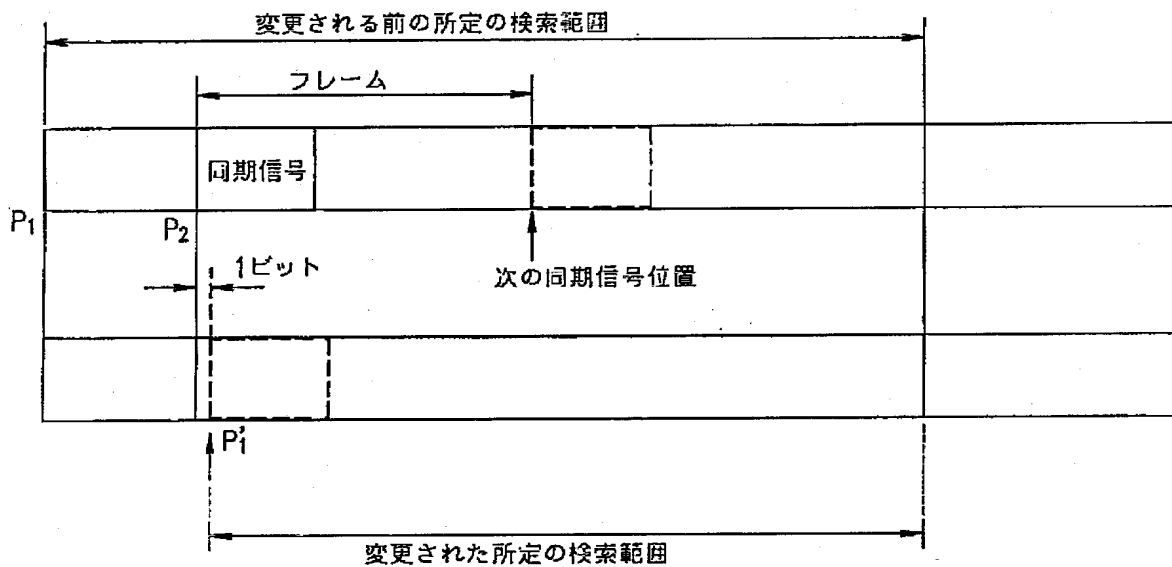 変更される前の所定の検索範囲
フレーム
同期信号
P₁
P₂
1ビット
次の同期信号位置
P₁'
変更された所定の検索範囲